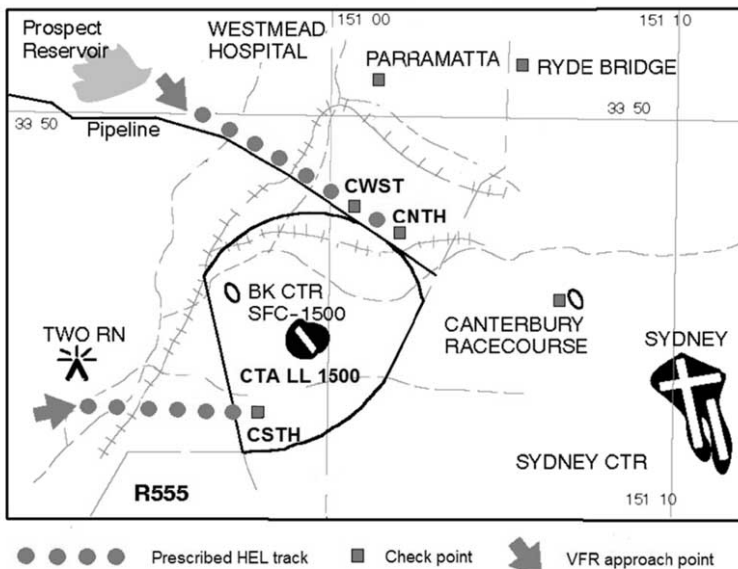 Prospect
Reservoir
WESTMEAD
HOSPITAL
151 00
151 10
PARRAMATTA
RYDE BRIDGE
33 50
33 50
Pipeline
CWST
CNTH
BK CTR
SFC-1500
CANTERBURY
RACECOURSE
TWO RN
SYDNEY
CTA LL 1500
CSTH
SYDNEY CTR
R555
151 10
Prescribed HEL track
Check point
VFR approach point